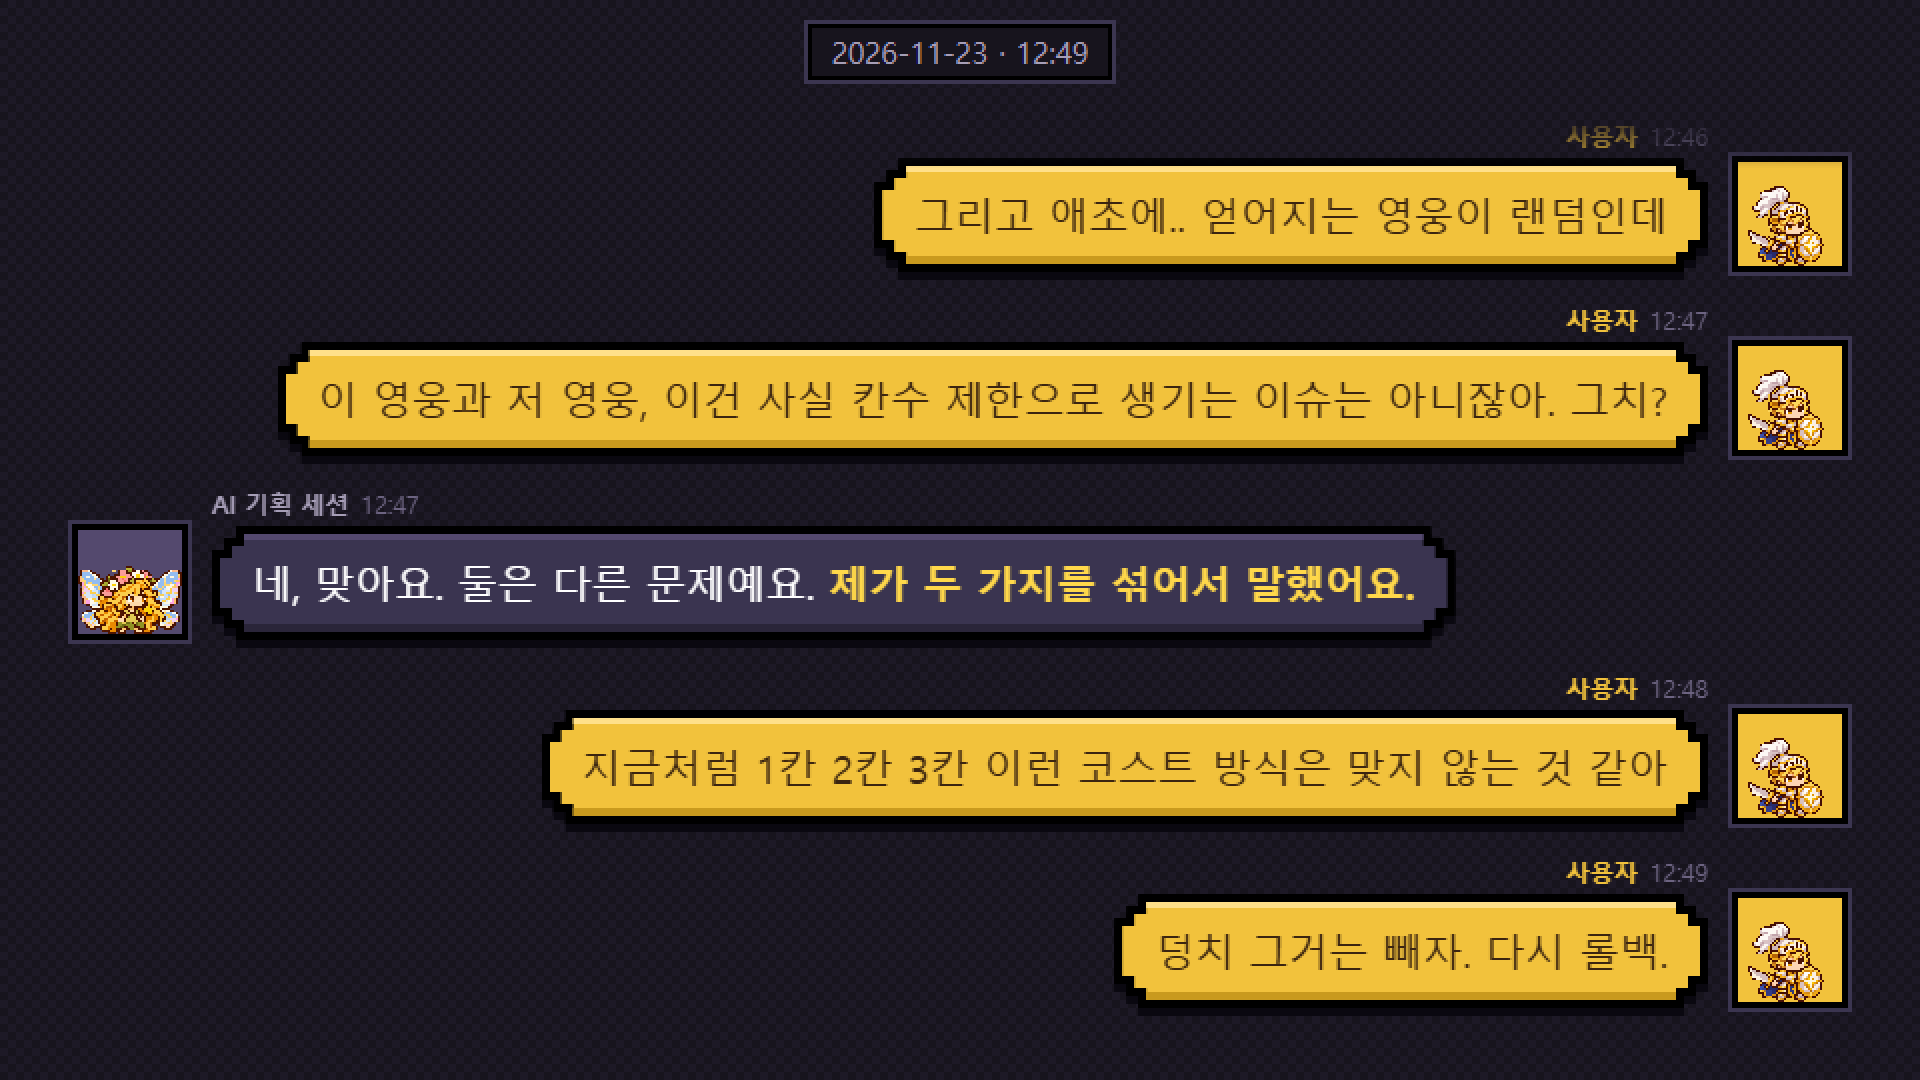 2026-11-23 · 12:49
사용자 12:46
그리고 애초에.. 얻어지는 영웅이 랜덤인데
사용자 12:47
이 영웅과 저 영웅, 이건 사실 칸수 제한으로 생기는 이슈는 아니잖아. 그치?
AI 기획 세션 12:47
네, 맞아요. 둘은 다른 문제예요. 제가 두 가지를 섞어서 말했어요.
사용자 12:48
지금처럼 1칸 2칸 3칸 이런 코스트 방식은 맞지 않는 것 같아
사용자 12:49
덩치 그거는 빼자. 다시 롤백.